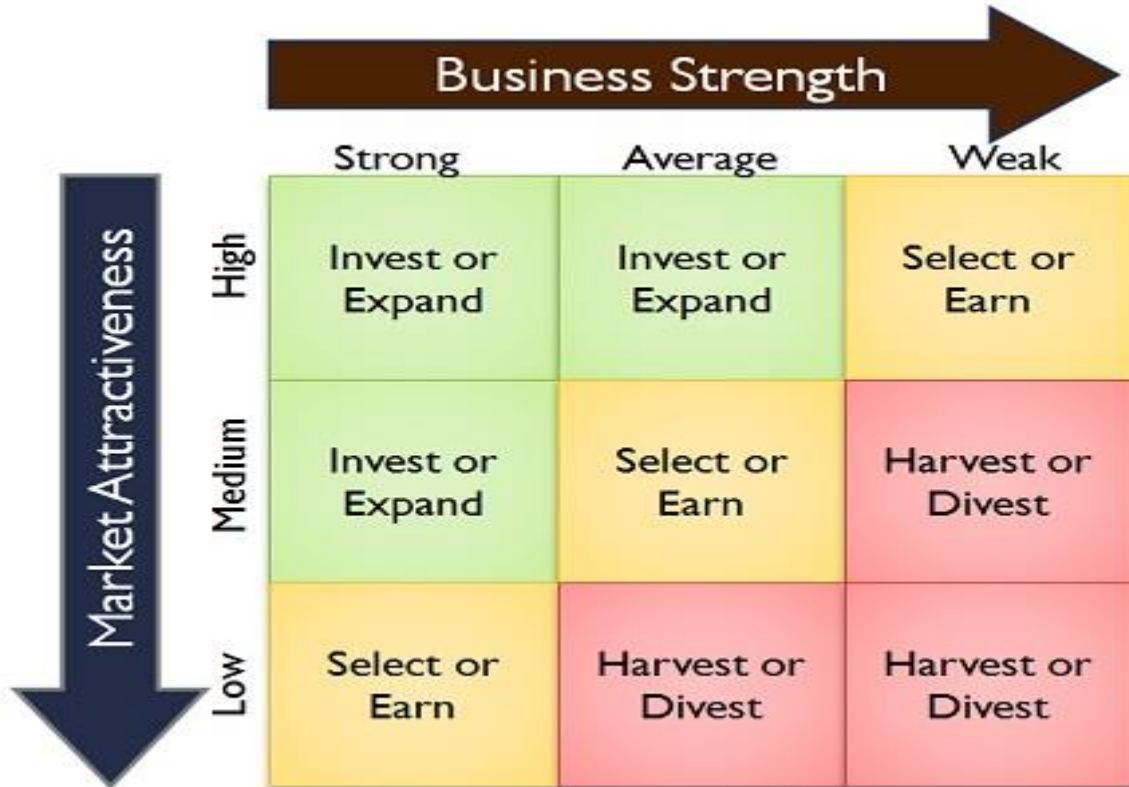 Business Strength
Strong Average Weak
Market Attractiveness
High
Invest or
Expand
Invest or
Expand
Select or
Earn
Medium
Invest or
Expand
Select or
Earn
Harvest or
Divest
Low
Select or
Earn
Harvest or
Divest
Harvest or
Divest